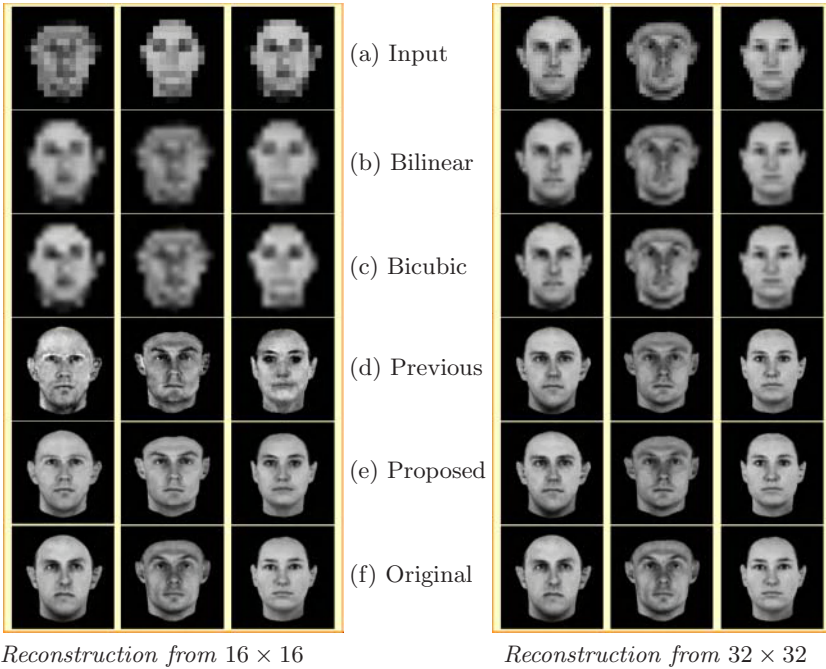 (a) Input
(b) Bilinear
(c) Bicubic
(d) Previous
(e) Proposed
(f) Original
Reconstruction from 16 × 16
Reconstruction from 32 × 32